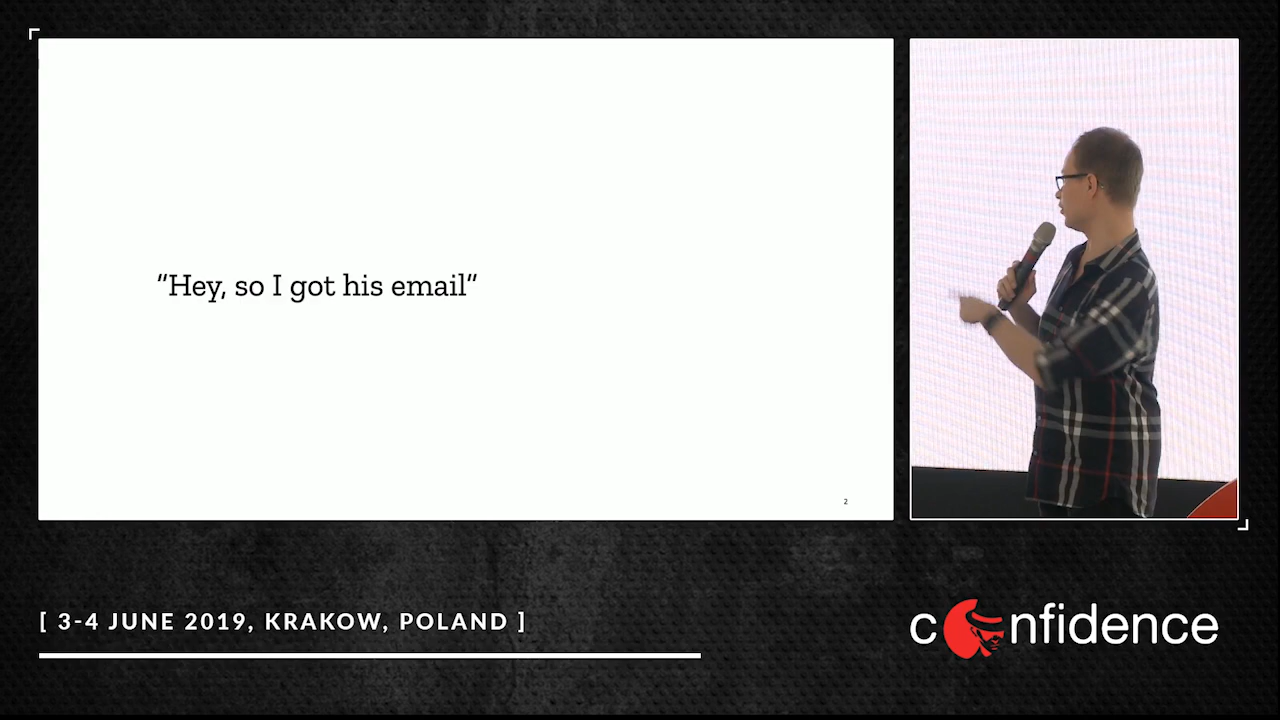 “Hey, so I got his email”
2
[ 3-4 JUNE 2019, KRAKOW, POLAND ]
confidence